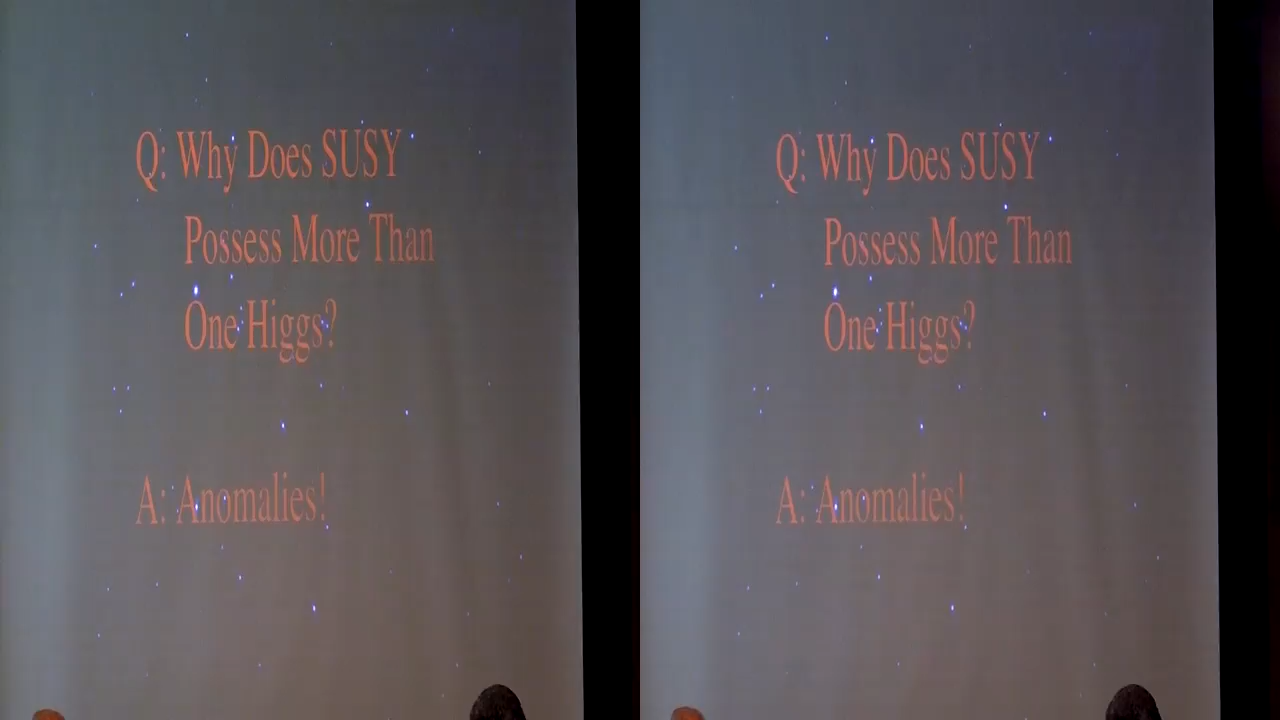 Q: Why Does SUSY
Possess More Than
One Higgs?
A: Anomalies!
Q: Why Does SUSY
Possess More Than
One Higgs?
A: Anomalies!